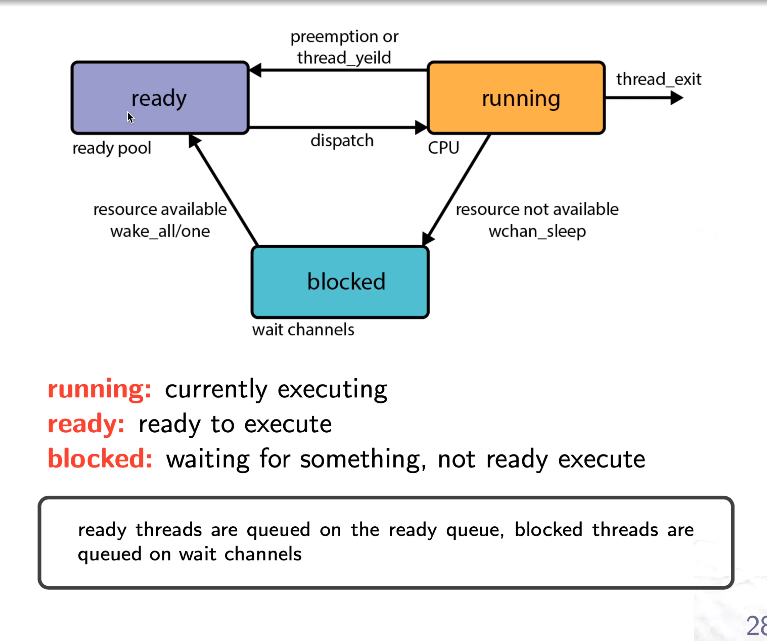 preemption or
thread_yeild
ready
running
thread_exit
ready pool
dispatch
CPU
resource available
wake_all/one
resource not available
wchan_sleep
blocked
wait channels
running: currently executing
ready: ready to execute
blocked: waiting for something, not ready execute
ready threads are queued on the ready queue, blocked threads are
queued on wait channels